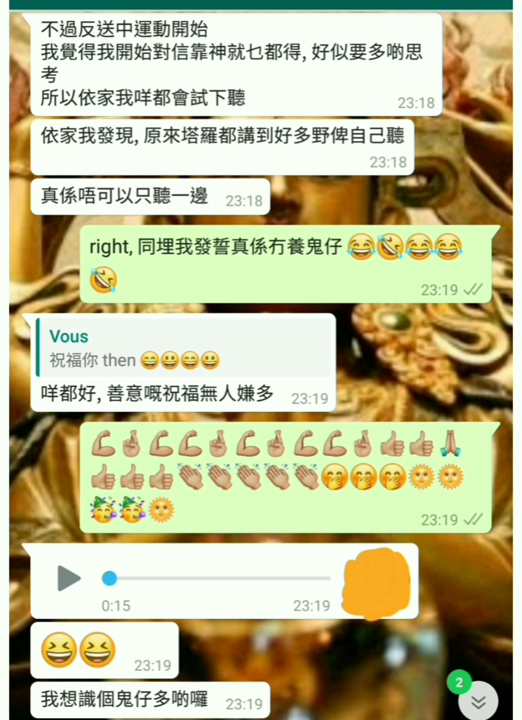 不過反送中運動開始
我覺得我開始對信靠神就乜都得, 好似要多啲思
考
所以依家我咩都會試下聽
23:18
依家我發現, 原來塔羅都講到好多野俾自己聽
23:18
真係唔可以只聽一邊 23:18
right, 同埋我發誓真係冇養鬼仔 😂🤣😂😂
🤣
23:19
Vous
祝福你 then 😄😃😄😃
咩都好, 善意嘅祝福無人嫌多 23:19
💪🏼🤞🏼💪🏼💪🏼🤞🏼💪🏼🤞🏼💪🏼💪🏼🤞🏼👍🏼👍🏼🙏🏼
👍🏼👍🏼👍🏼👏🏼👏🏼👏🏼👏🏼👏🏼🤭🤭🤭🌞🌞
🥳🥳🌞
23:19
0:15 23:19
😆😆 23:19
我想識個鬼仔多啲囉 23:19
2